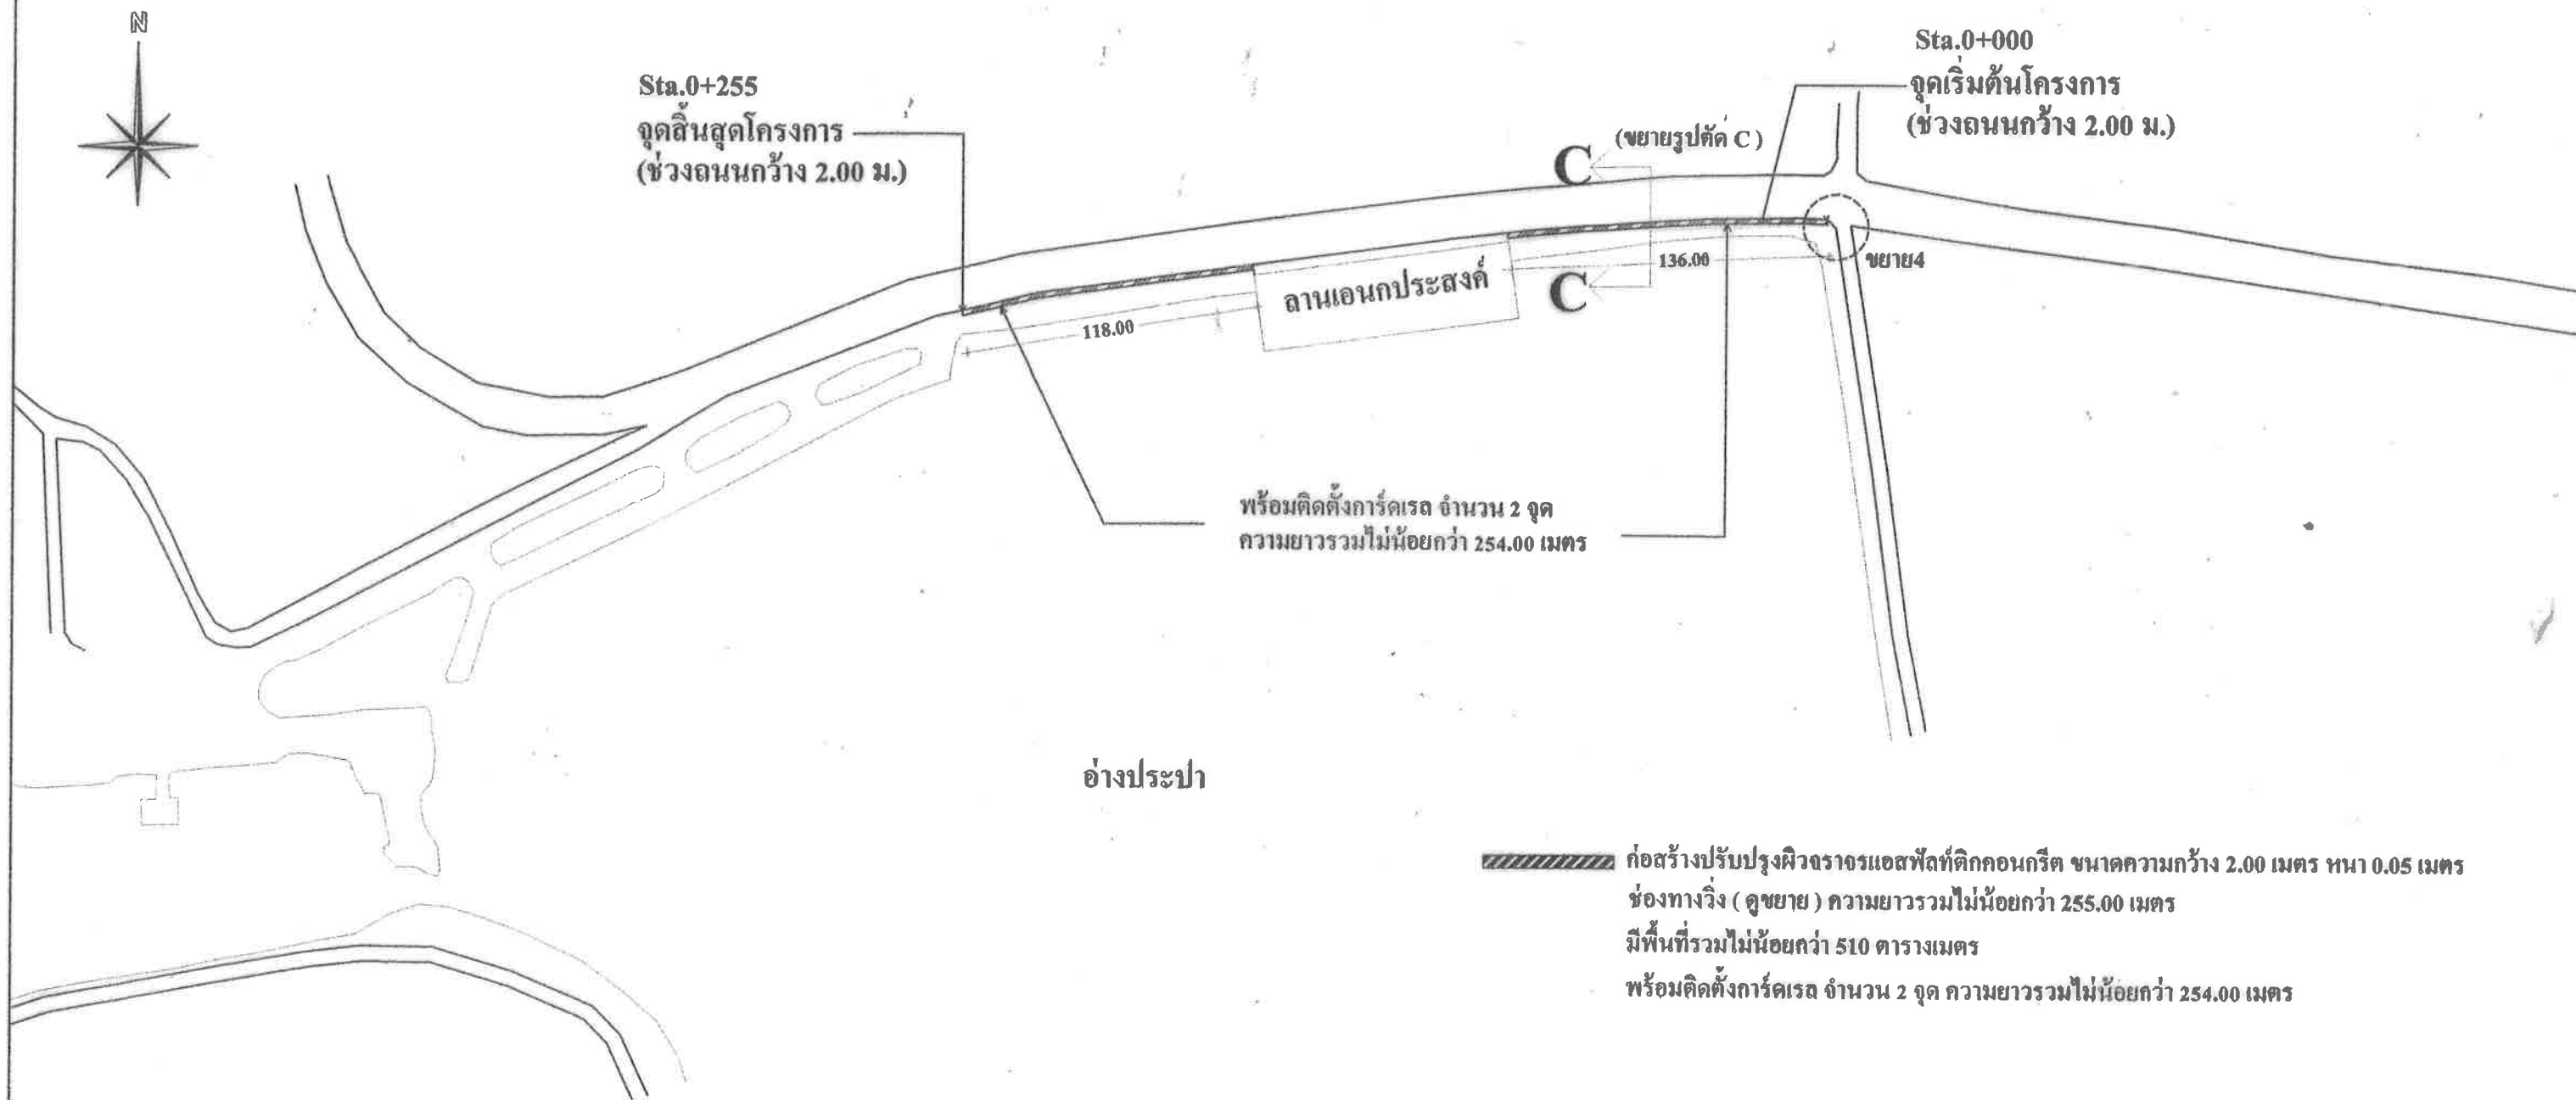 N
Sta.0+255
จุดสิ้นสุดโครงการ
(ช่วงถนนกว้าง 2.00 ม.)
Sta.0+000
จุดเริ่มต้นโครงการ
(ช่วงถนนกว้าง 2.00 ม.)
(ขยายรูปตัด C )
C
C
136.00
ขยาย4
ลานเอนกประสงค์
118.00
พร้อมติดตั้งการ์ดเรล จำนวน 2 จุด
ความยาวรวมไม่น้อยกว่า 254.00 เมตร
อ่างประปา
ก่อสร้างปรับปรุงผิวจราจรแอสฟัลท์ติกคอนกรีต ขนาดความกว้าง 2.00 เมตร หนา 0.05 เมตร
ช่องทางวิ่ง ( ดูขยาย ) ความยาวรวมไม่น้อยกว่า 255.00 เมตร
มีพื้นที่รวมไม่น้อยกว่า 510 ตารางเมตร
พร้อมติดตั้งการ์ดเรล จำนวน 2 จุด ความยาวรวมไม่น้อยกว่า 254.00 เมตร